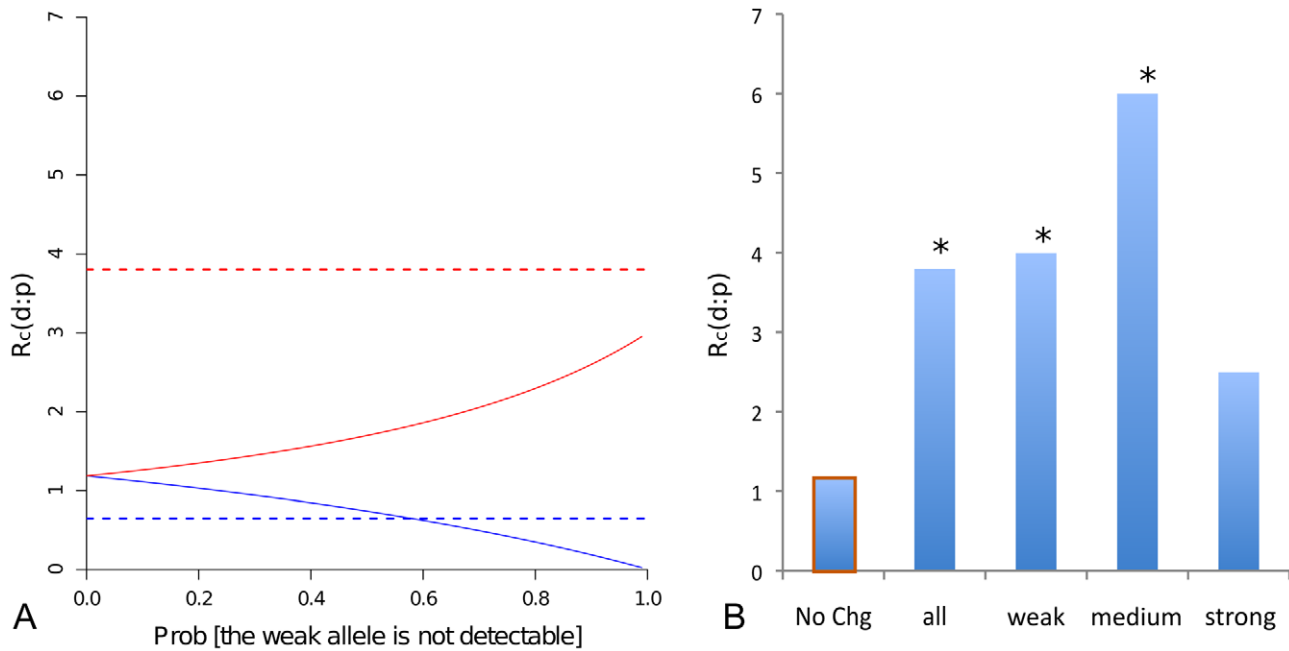 7
6
5
4
3
2
1
0
Rc(d:p)
0.0 0.2 0.4 0.6 0.8 1.0
Prob [the weak allele is not detectable]
A
7
6
5
4
3
2
1
0
Rc(d:p)
*
*
*
No Chg all weak medium strong
B